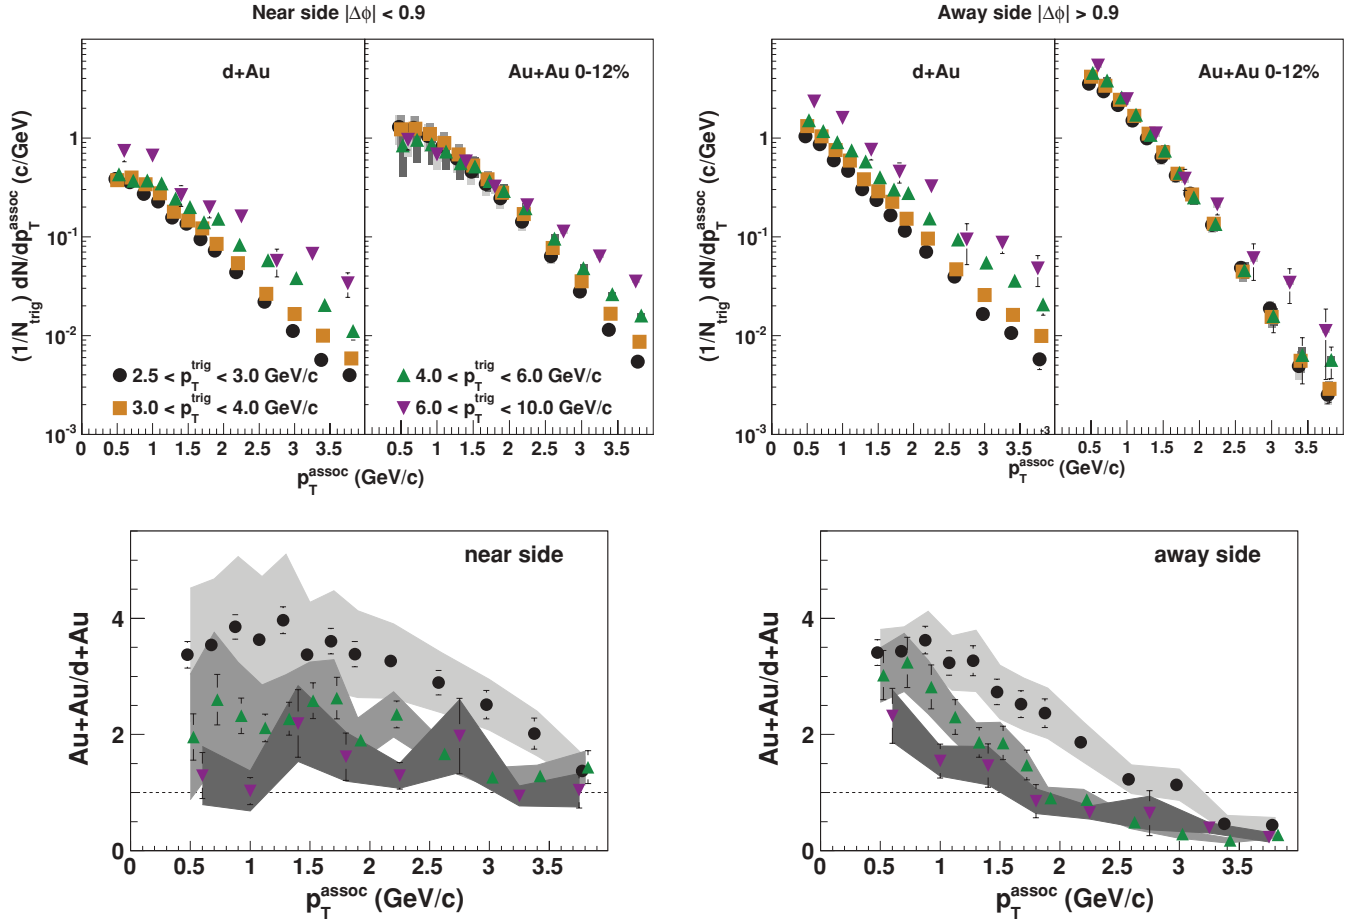 Near side |Δϕ| < 0.9
Away side |Δϕ| > 0.9
d+Au
Au+Au 0-12%
(1/N_trig) dN/dp_T^assoc (c/GeV)
1
10^-1
10^-2
10^-3
2.5 < p_T^trig < 3.0 GeV/c
3.0 < p_T^trig < 4.0 GeV/c
4.0 < p_T^trig < 6.0 GeV/c
6.0 < p_T^trig < 10.0 GeV/c
0 0.5 1 1.5 2 2.5 3 3.5
0.5 1 1.5 2 2.5 3 3.5
p_T^assoc (GeV/c)
d+Au
Au+Au 0-12%
(1/N_trig) dN/dp_T^assoc (c/GeV)
1
10^-1
10^-2
10^-3
-3
0 0.5 1 1.5 2 2.5 3 3.5
0.5 1 1.5 2 2.5 3 3.5
p_T^assoc (GeV/c)
near side
Au+Au/d+Au
4
2
0
0 0.5 1 1.5 2 2.5 3 3.5
p_T^assoc (GeV/c)
away side
Au+Au/d+Au
4
2
0
0 0.5 1 1.5 2 2.5 3 3.5
p_T^assoc (GeV/c)